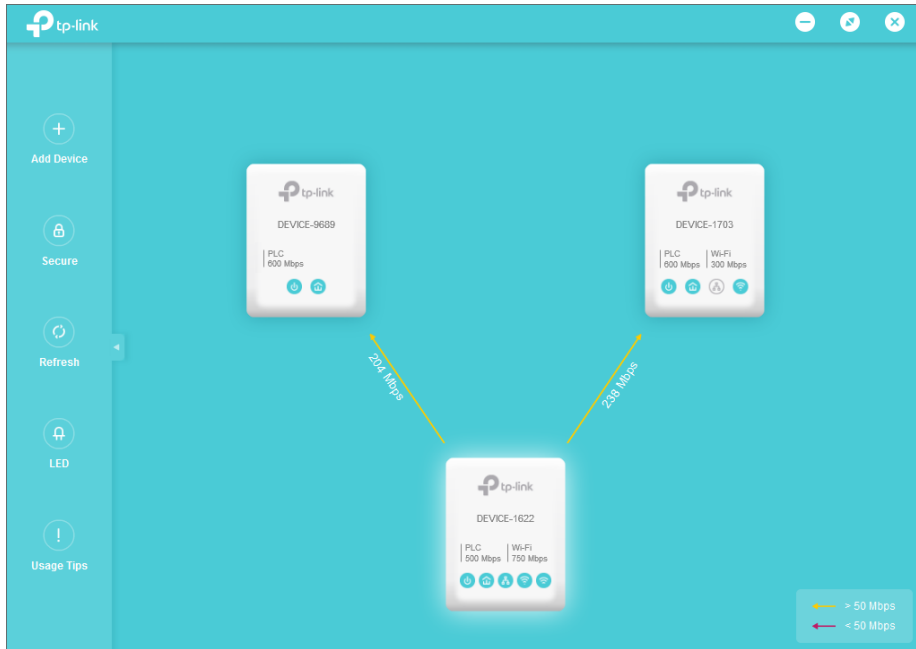 tp-link
Add Device
Secure
Refresh
LED
Usage Tips
tp-link
DEVICE-9689
PLC
600 Mbps
tp-link
DEVICE-1703
PLC Wi-Fi
600 Mbps 300 Mbps
204 Mbps
238 Mbps
tp-link
DEVICE-1622
PLC Wi-Fi
500 Mbps 750 Mbps
> 50 Mbps
< 50 Mbps